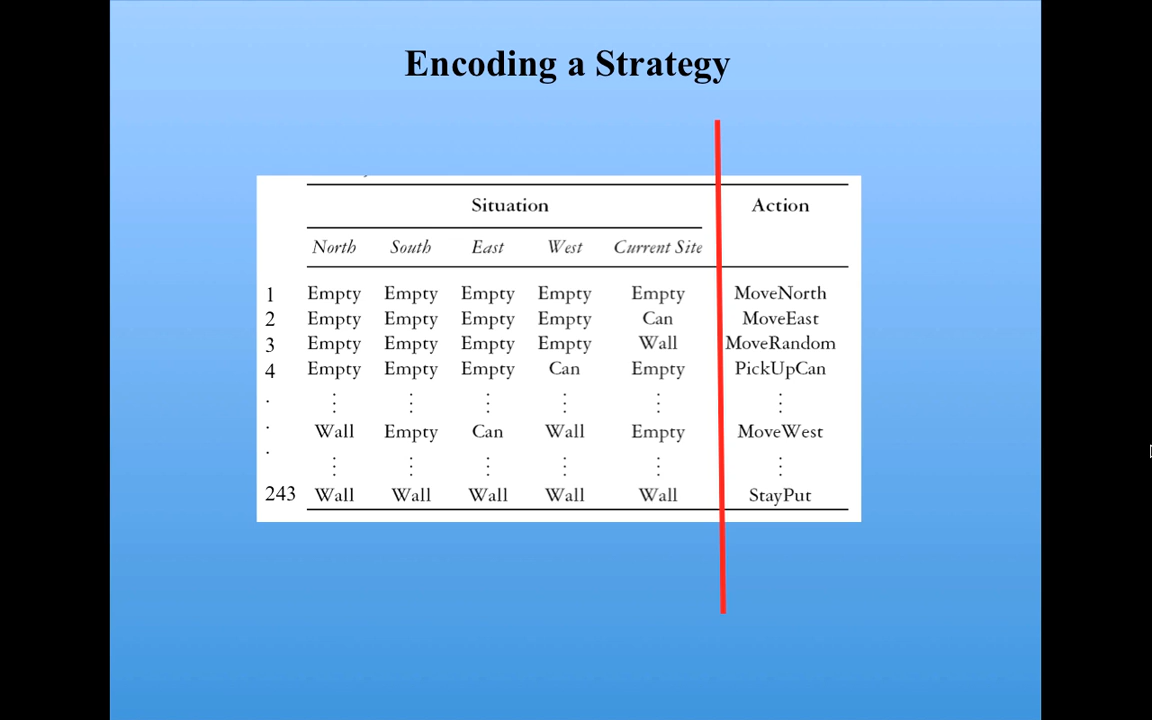 Encoding a Strategy
Situation Action
North South East West Current Site
1 Empty Empty Empty Empty Empty MoveNorth
2 Empty Empty Empty Empty Can MoveEast
3 Empty Empty Empty Empty Wall MoveRandom
4 Empty Empty Empty Can Empty PickUpCan
. ⋮ ⋮ ⋮ ⋮ ⋮ ⋮
. Wall Empty Can Wall Empty MoveWest
. ⋮ ⋮ ⋮ ⋮ ⋮ ⋮
243 Wall Wall Wall Wall Wall StayPut